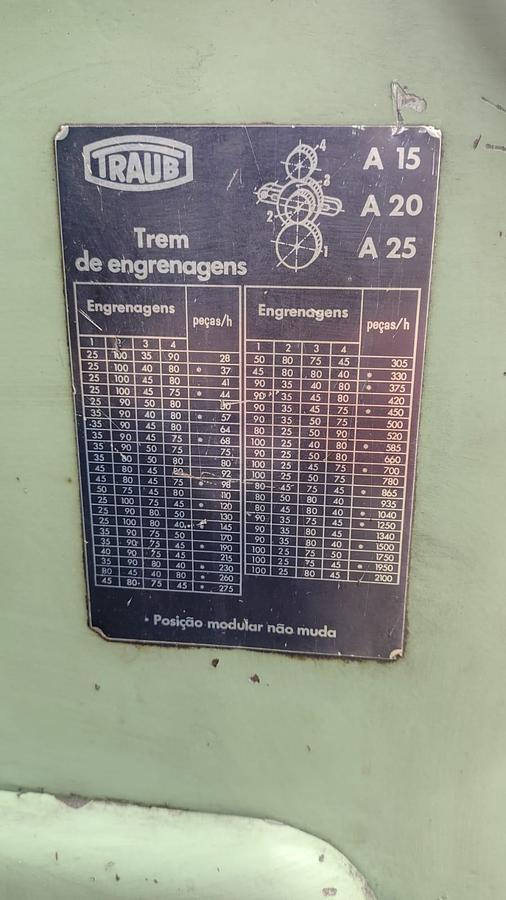 TRAUB
Trem
de engrenagens
4
3
2
1
A 15
A 20
A 25
Engrenagens peças/h
1 2 3 4
25 100 35 90 28
25 100 40 80 • 37
25 100 45 80 41
25 100 45 75 • 44
25 90 50 80 50
35 90 40 80 • 57
35 90 45 80 64
35 90 45 75 • 68
35 90 50 75 75
35 80 50 80 80
45 80 45 80 92
45 80 45 75 • 98
50 75 45 80 110
25 100 75 45 • 120
25 90 80 50 130
25 100 80 40 • 145
35 90 75 50 170
35 90 75 45 • 190
40 90 75 45 215
35 90 80 40 • 230
80 45 40 80 • 260
45 80 75 45 • 275
Engrenagens peças/h
1 2 3 4
50 80 75 45 305
45 80 80 40 • 330
90 35 40 80 • 375
90 35 45 80 420
90 35 45 75 • 450
90 35 50 75 500
80 25 50 90 520
100 25 40 80 • 585
90 25 50 80 660
100 25 45 75 • 700
100 25 50 75 780
80 45 75 45 • 865
80 50 80 40 935
80 45 80 40 • 1040
90 35 75 45 • 1250
90 35 80 45 1340
90 35 80 40 • 1500
100 25 75 50 1750
100 25 75 45 • 1950
100 25 80 45 2100
• Posição modular não muda